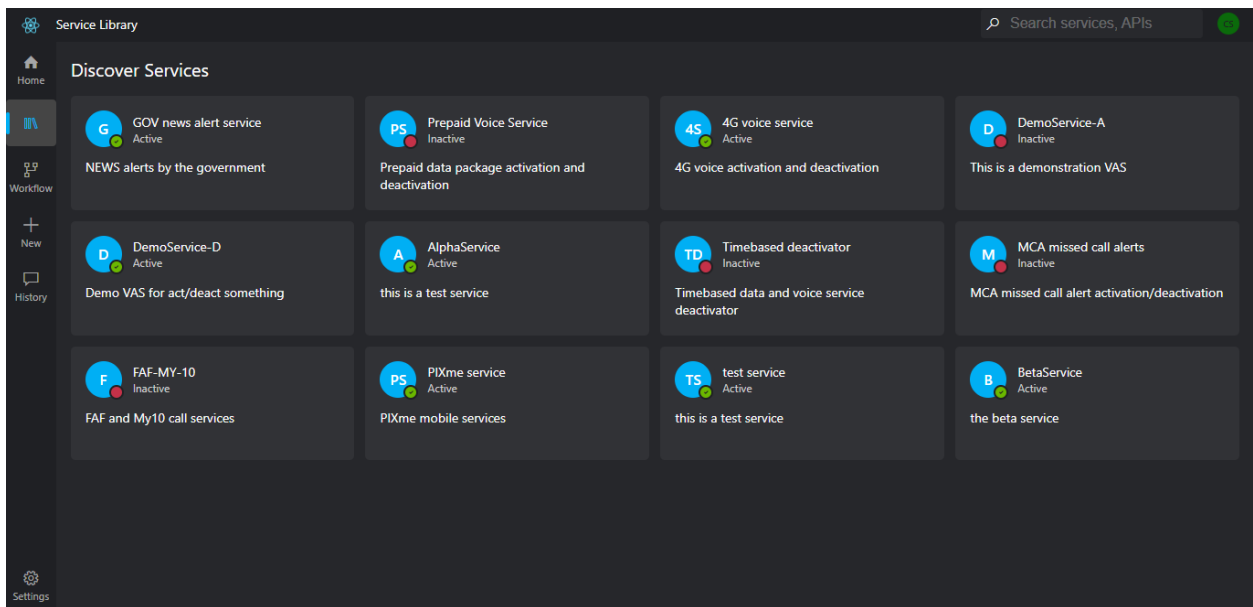 Service Library
Search services, APIs
CS
Home
Workflow
New
History
Settings
Discover Services
G
GOV news alert service
Active
NEWS alerts by the government
PS
Prepaid Voice Service
Inactive
Prepaid data package activation and
deactivation
4S
4G voice service
Active
4G voice activation and deactivation
D
DemoService-A
Inactive
This is a demonstration VAS
D
DemoService-D
Active
Demo VAS for act/deact something
A
AlphaService
Active
this is a test service
TD
Timebased deactivator
Inactive
Timebased data and voice service
deactivator
M
MCA missed call alerts
Inactive
MCA missed call alert activation/deactivation
F
FAF-MY-10
Inactive
FAF and My10 call services
PS
PIXme service
Active
PIXme mobile services
TS
test service
Active
this is a test service
B
BetaService
Active
the beta service